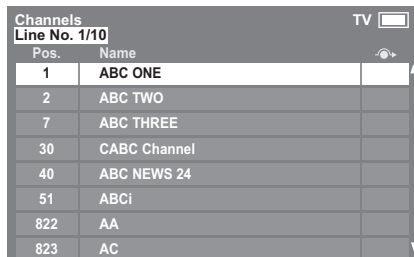 Channels TV
Line No. 1/10
Pos. Name
1 ABC ONE
2 ABC TWO
7 ABC THREE
30 CABC Channel
40 ABC NEWS 24
51 ABCi
822 AA
823 AC